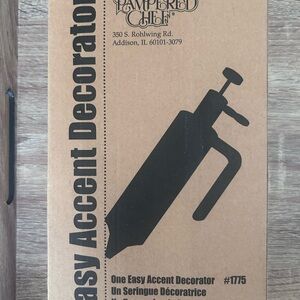 PAMPERED
CHEF®
350 S. Rohlwing Rd.
Addison, IL 60101-3079
asy Accent Decorator
One Easy Accent Decorator #1775
Un Seringue Décoratrice